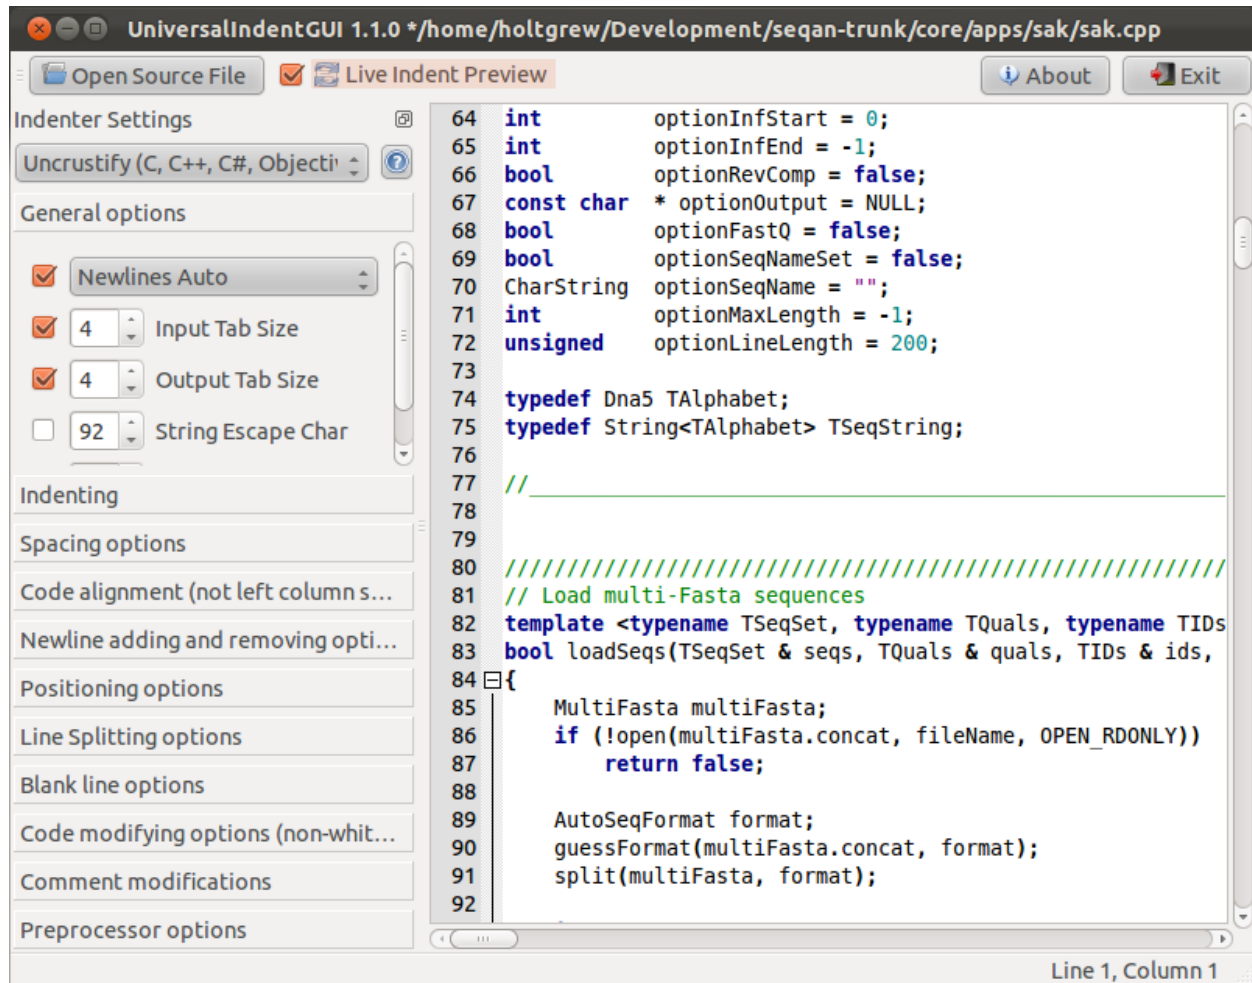 UniversalIndentGUI 1.1.0 */home/holtgrew/Development/seqan-trunk/core/apps/sak/sak.cpp
Open Source File Live Indent Preview About Exit
Indenter Settings
Uncrustify (C, C++, C#, Objectiv
General options
Newlines Auto
4 Input Tab Size
4 Output Tab Size
92 String Escape Char
Indenting
Spacing options
Code alignment (not left column s...
Newline adding and removing opti...
Positioning options
Line Splitting options
Blank line options
Code modifying options (non-whit...
Comment modifications
Preprocessor options
64 int optionInfStart = 0;
65 int optionInfEnd = -1;
66 bool optionRevComp = false;
67 const char * optionOutput = NULL;
68 bool optionFastQ = false;
69 bool optionSeqNameSet = false;
70 CharString optionSeqName = "";
71 int optionMaxLength = -1;
72 unsigned optionLineLength = 200;
73
74 typedef Dna5 TAlphabet;
75 typedef String<TAlphabet> TSeqString;
76
77 //_________________________________________________________
78
79
80 ///////////////////////////////////////////////////////////
81 // Load multi-Fasta sequences
82 template <typename TSeqSet, typename TQuals, typename TIDs
83 bool loadSeqs(TSeqSet & seqs, TQuals & quals, TIDs & ids,
84 {
85 MultiFasta multiFasta;
86 if (!open(multiFasta.concat, fileName, OPEN_RDONLY))
87 return false;
88
89 AutoSeqFormat format;
90 guessFormat(multiFasta.concat, format);
91 split(multiFasta, format);
92
Line 1, Column 1